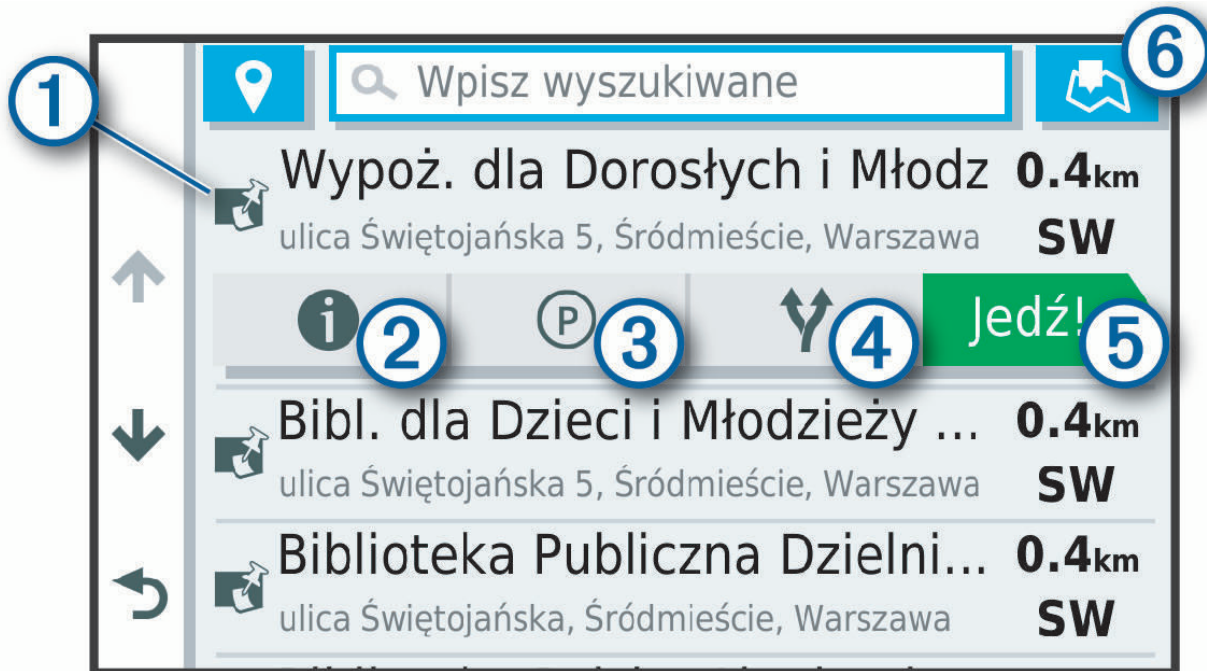 6
Wpisz wyszukiwane
1
Wypoż. dla Dorosłych i Młodz 0.4km
ulica Świętojańska 5, Śródmieście, Warszawa SW
i 2 P 3 4 Jedź! 5
Bibl. dla Dzieci i Młodzieży ... 0.4km
ulica Świętojańska 5, Śródmieście, Warszawa SW
Biblioteka Publiczna Dzielni... 0.4km
ulica Świętojańska, Śródmieście, Warszawa SW